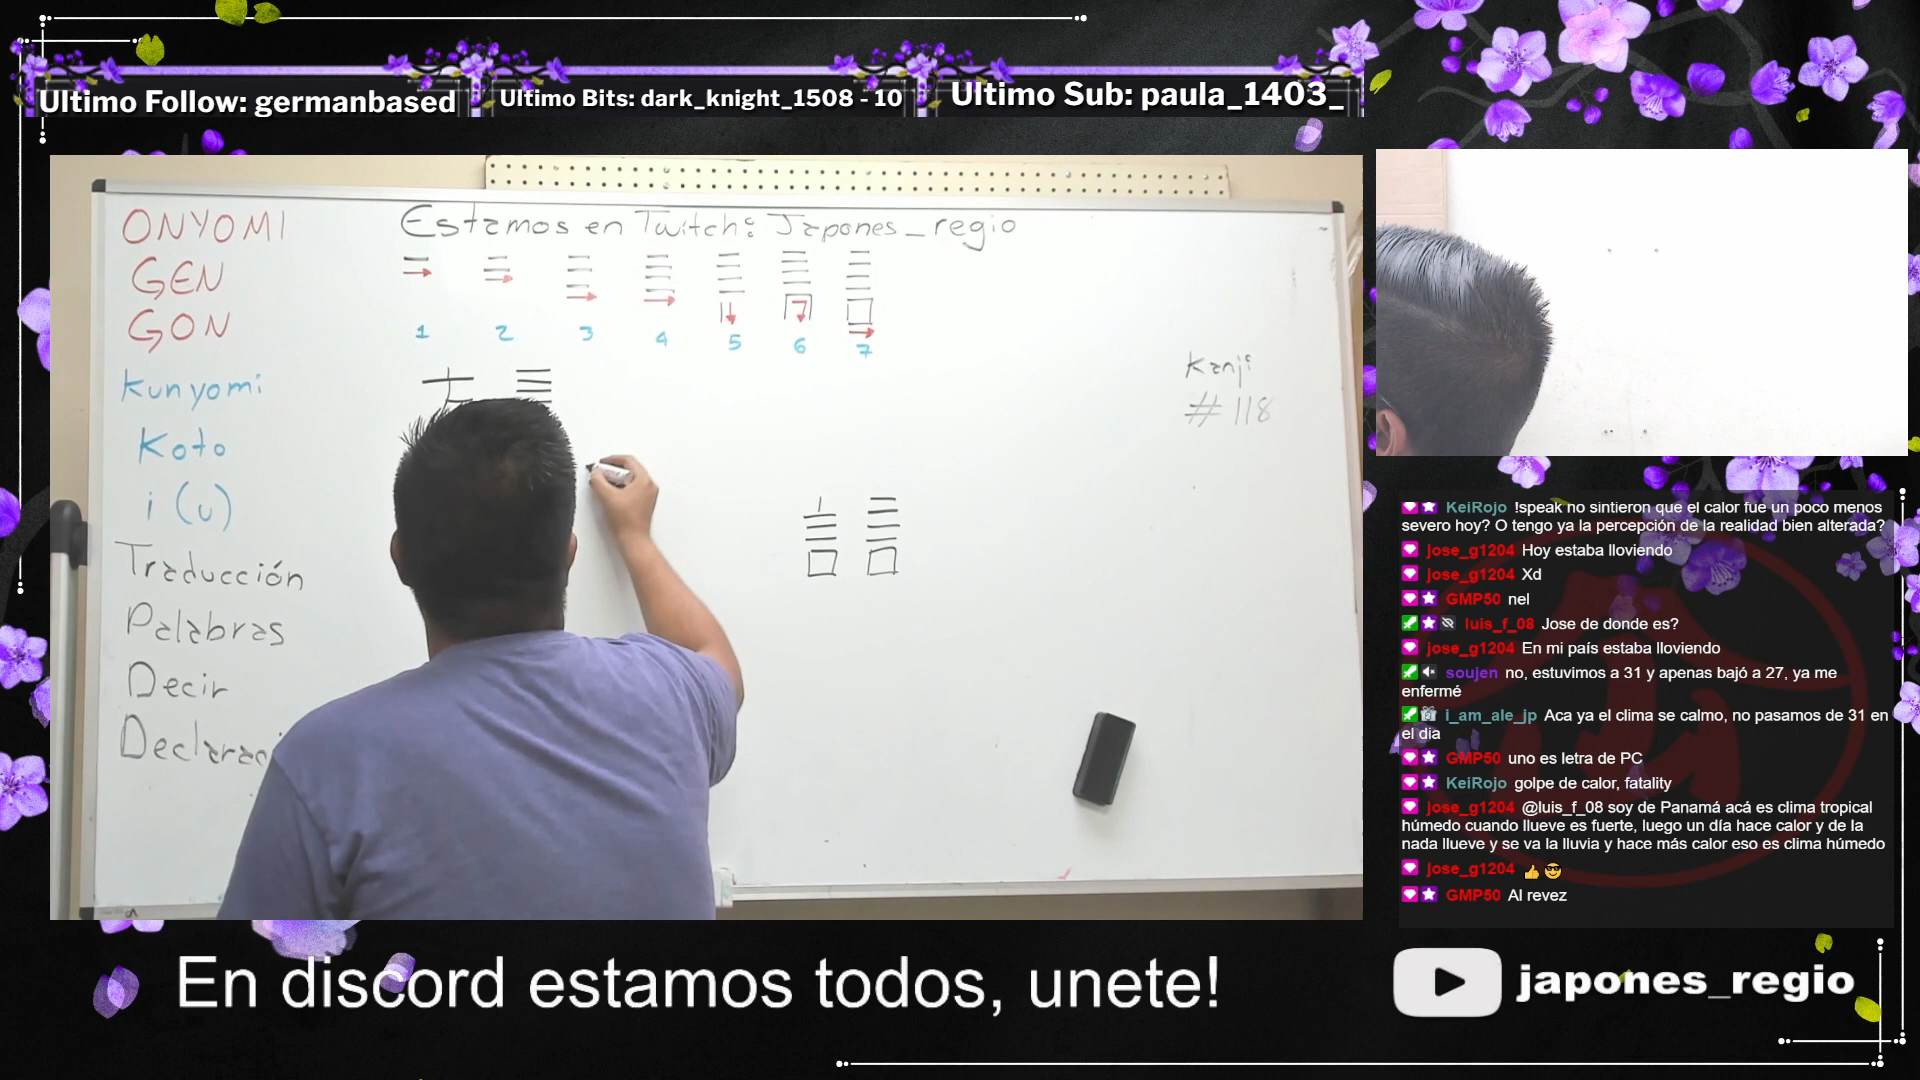 Ultimo Follow: germanbased
Ultimo Bits: dark_knight_1508 - 10
Ultimo Sub: paula_1403_
Estamos en Twitch: Japones_regio
1 2 3 4 5 6 7
ONYOMI
GEN
GON
Kunyomi
Koto
i (u)
Traducción
Palabras
Decir
Kanji
#118
言 言
KeiRojo !speak no sintieron que el calor fue un poco menos
severo hoy? O tengo ya la percepción de la realidad bien alterada?
jose_g1204 Hoy estaba lloviendo
jose_g1204 Xd
GMP50 nel
luis_f_08 Jose de donde es?
jose_g1204 En mi país estaba lloviendo
soujen no, estuvimos a 31 y apenas bajó a 27, ya me
enfermé
i_am_ale_jp Aca ya el clima se calmo, no pasamos de 31 en
el dia
GMP50 uno es letra de PC
KeiRojo golpe de calor, fatality
jose_g1204 @luis_f_08 soy de Panamá acá es clima tropical
húmedo cuando llueve es fuerte, luego un día hace calor y de la
nada llueve y se va la lluvia y hace más calor eso es clima húmedo
jose_g1204 👍😎
GMP50 Al revez
En discord estamos todos, unete!
japones_regio